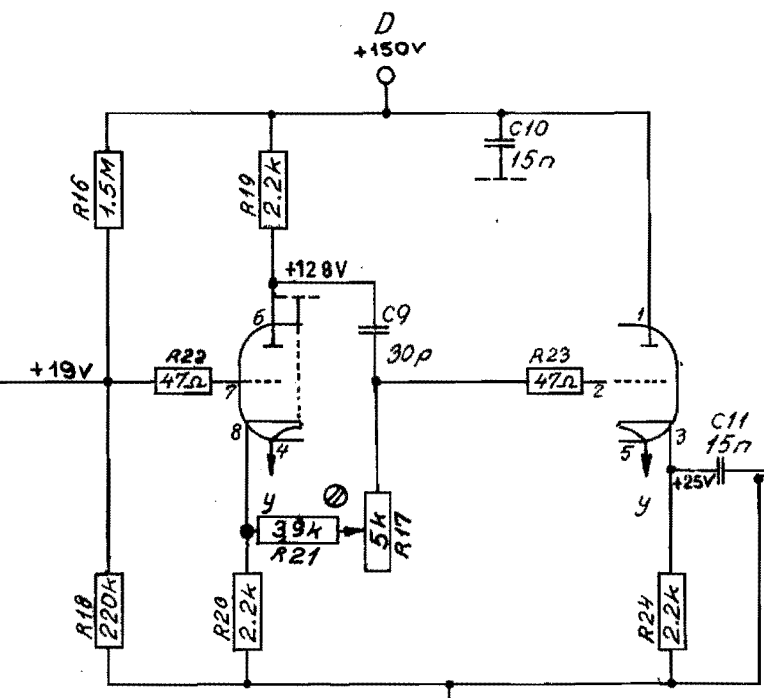 D
+150V
C10
15n
R16
1.5M
R19
2.2k
+128V
C9
30p
6
1
+19V
R22
47Ω
7
R23
47Ω
2
8
4
3
5
C11
15n
+25V
y
y
39k
R21
5k
R17
R18
220k
R20
2.2k
R24
2.2k